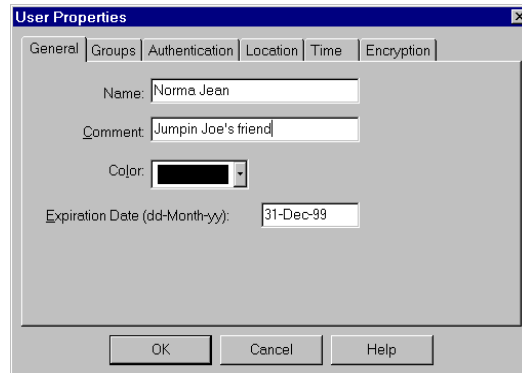 User Properties
General Groups Authentication Location Time Encryption
Name: Norma Jean
Comment: Jumpin Joe's friend
Color:
Expiration Date (dd-Month-yy): 31-Dec-99
OK Cancel Help